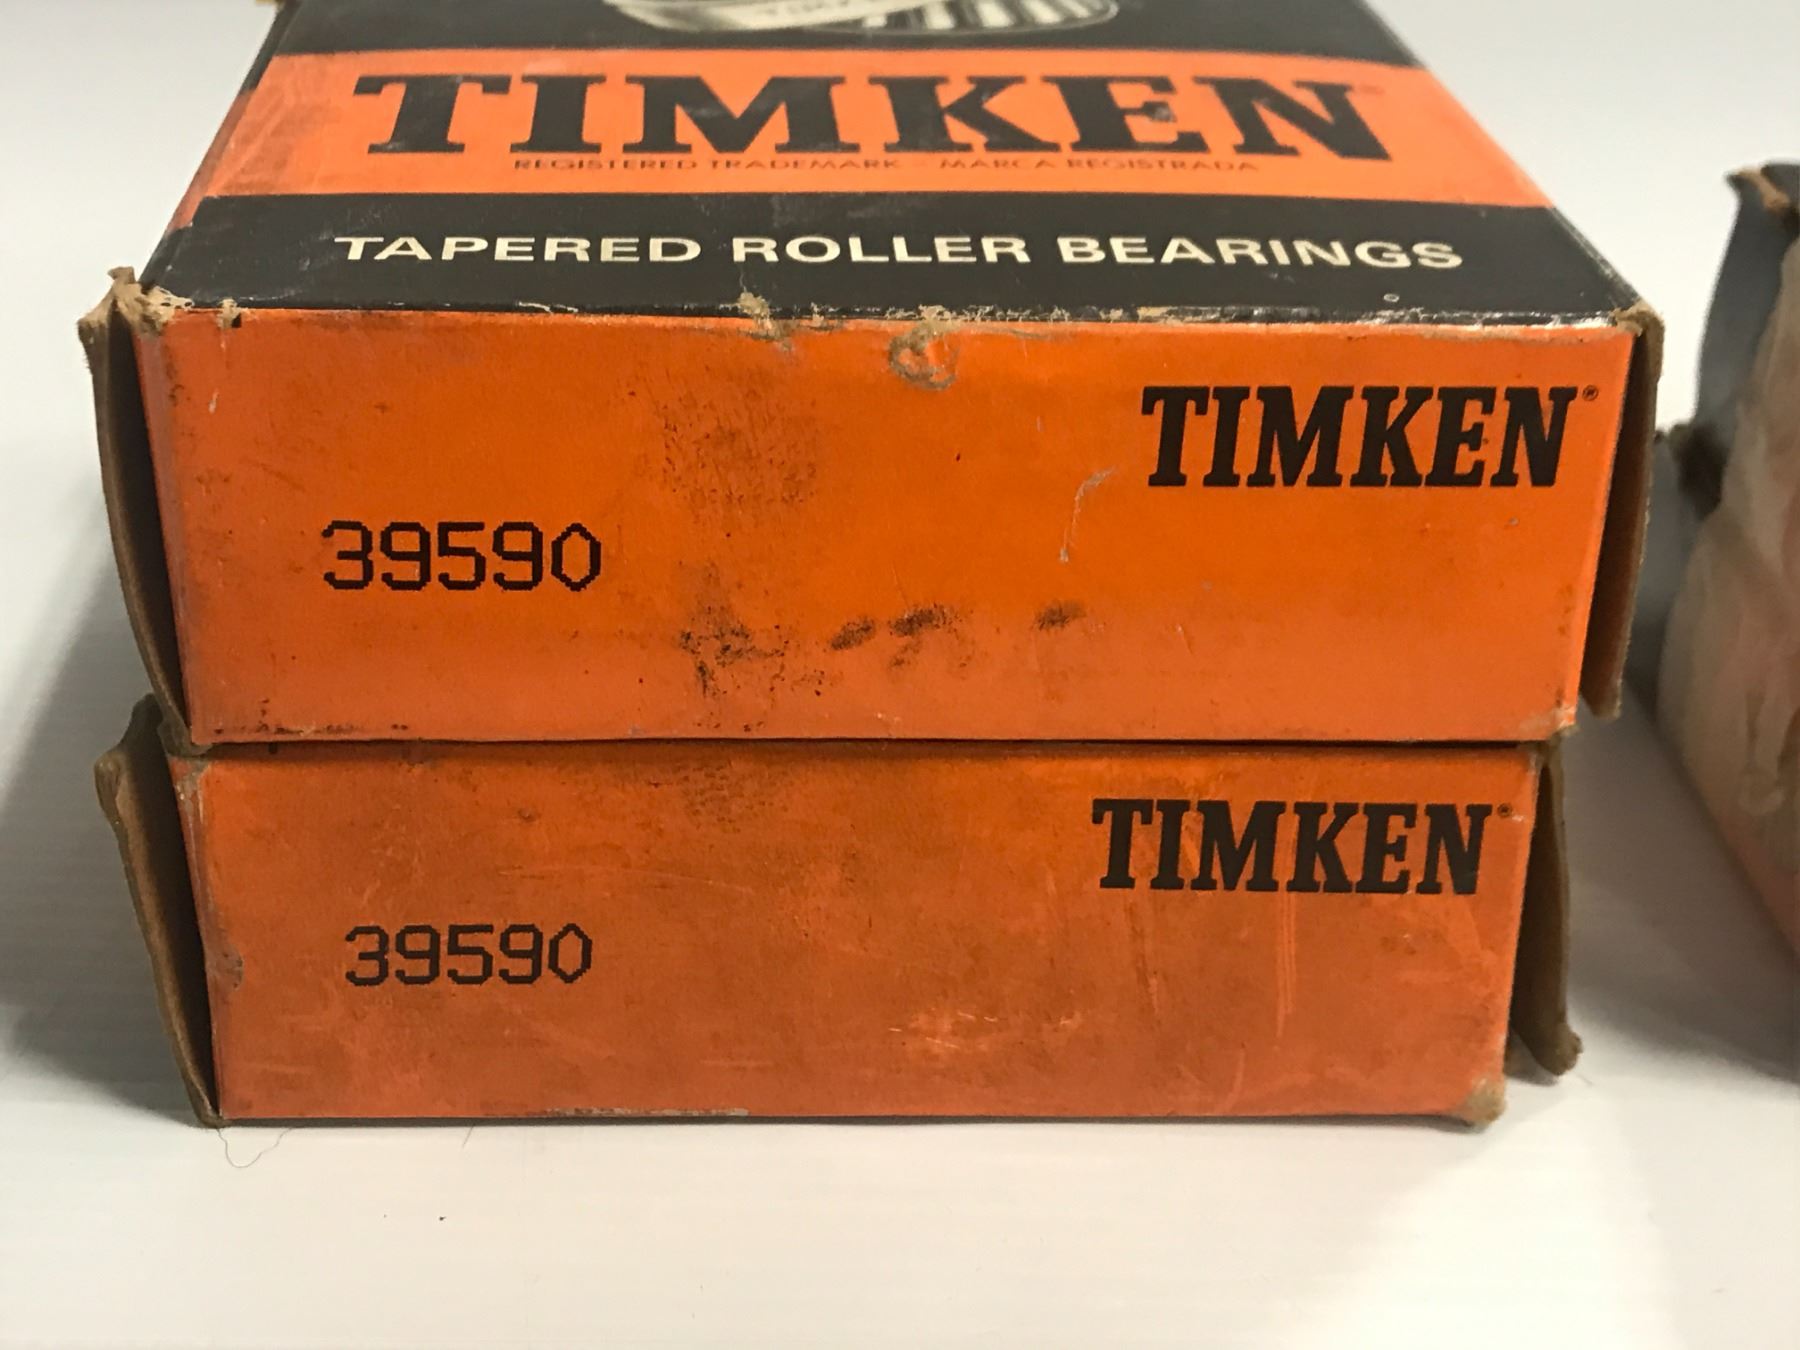 TIMKEN
REGISTERED TRADEMARK - MARCA REGISTRADA
TAPERED ROLLER BEARINGS
TIMKEN®
39590
TIMKEN®
39590